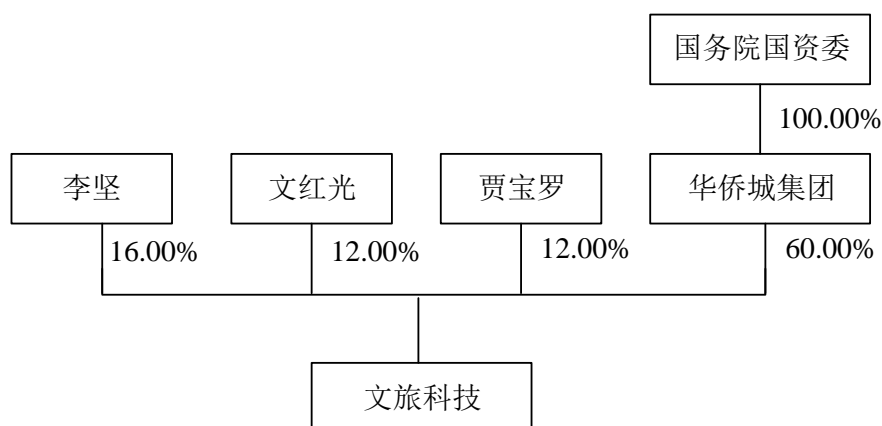 国务院国资委
100.00%
李坚
文红光
贾宝罗
华侨城集团
16.00%
12.00%
12.00%
60.00%
文旅科技